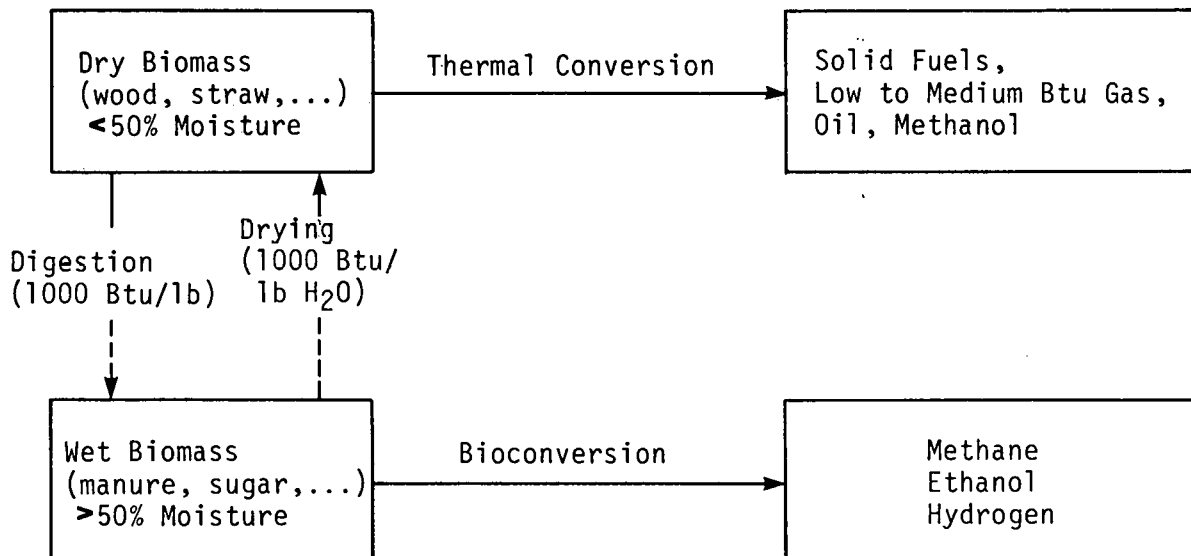 Dry Biomass
(wood, straw,...)
<50% Moisture
Thermal Conversion
Solid Fuels,
Low to Medium Btu Gas,
Oil, Methanol
Digestion
(1000 Btu/lb)
Drying
(1000 Btu/
lb H₂O)
Wet Biomass
(manure, sugar,...)
>50% Moisture
Bioconversion
Methane
Ethanol
Hydrogen